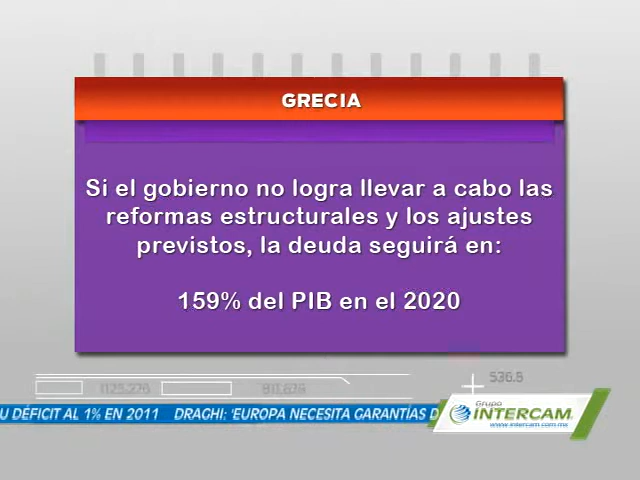 GRECIA
Si el gobierno no logra llevar a cabo las
reformas estructurales y los ajustes
previstos, la deuda seguirá en:
159% del PIB en el 2020
536.8
U DÉFICIT AL 1% EN 2011 DRAGHI: 'EUROPA NECESITA GARANTÍAS D
Grupo
INTERCAM
www.intercam.com.mx